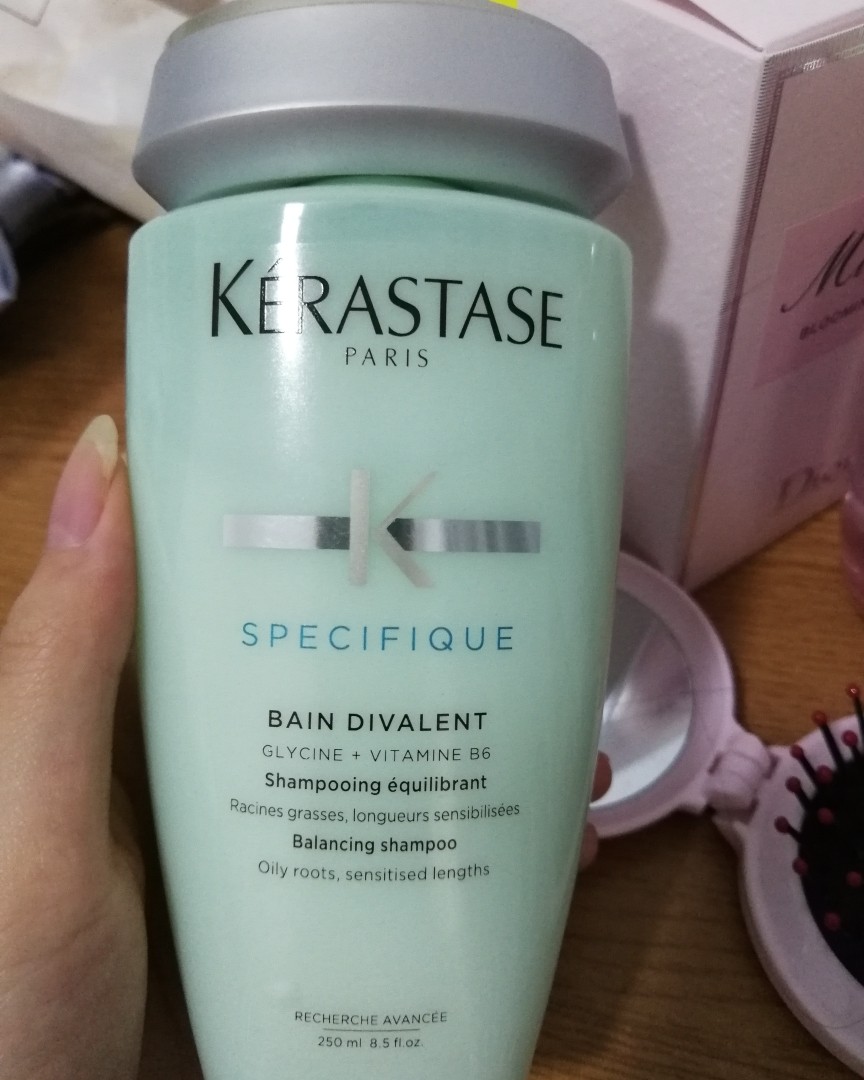 KÉRASTASE
PARIS
K
SPECIFIQUE
BAIN DIVALENT
GLYCINE + VITAMINE B6
Shampooing équilibrant
Racines grasses, longueurs sensibilisées
Balancing shampoo
Oily roots, sensitised lengths
RECHERCHE AVANCÉE
250 ml 8.5 fl.oz.